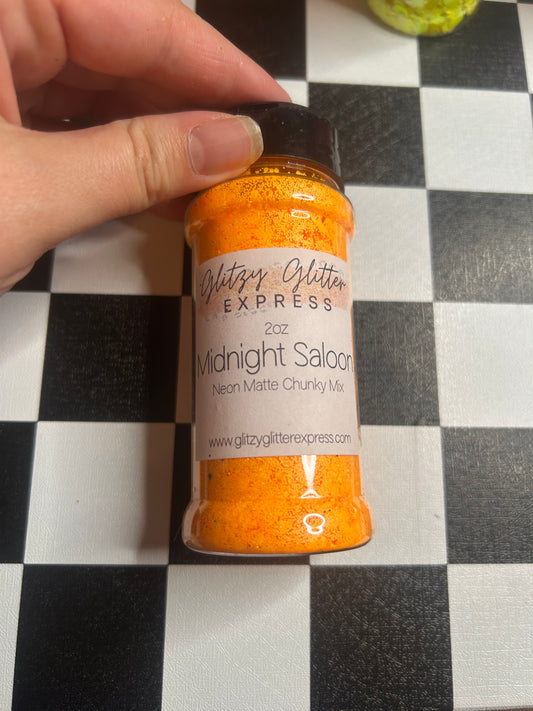 Glitzy Glitter
EXPRESS
2oz
Midnight Saloon
Neon Matte Chunky Mix
www.glitzyglitterexpress.com